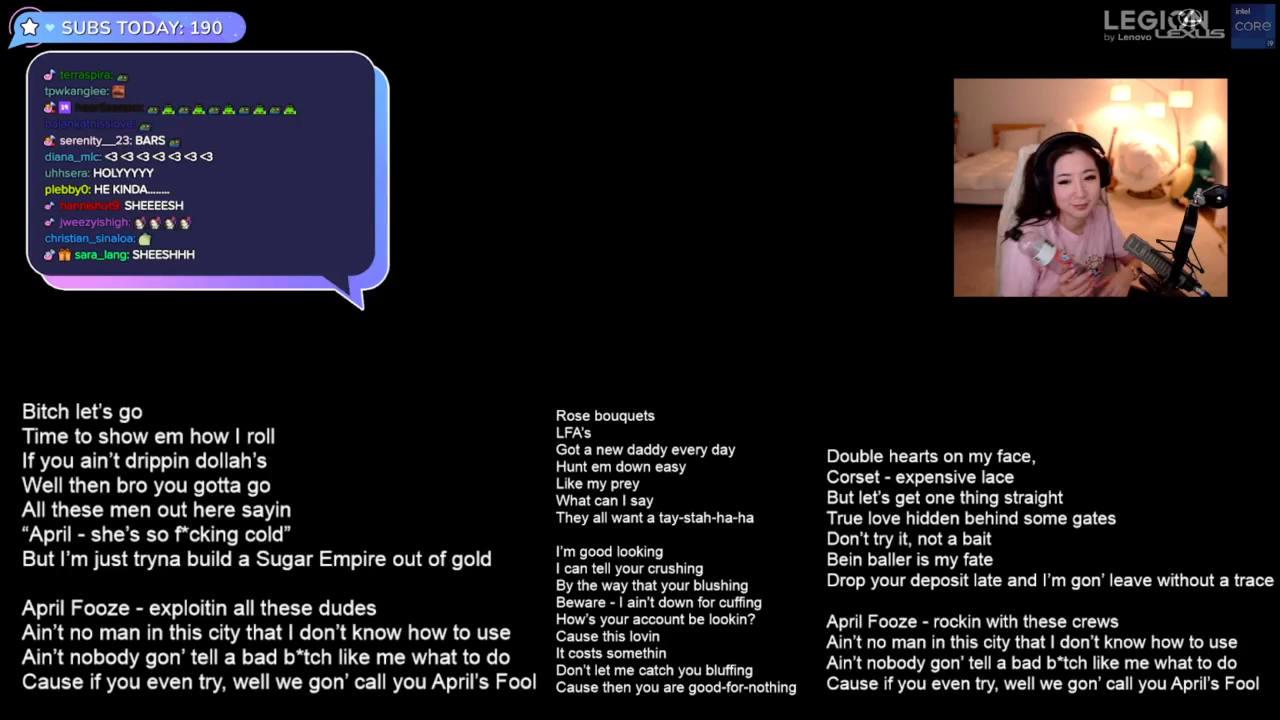 SUBS TODAY: 190
LEGION
by Lenovo
LEXUS
intel
CORE
i9
terraspira:
tpwkanglee:
serenity__23: BARS
diana_mlc: <3 <3 <3 <3 <3 <3 <3
uhhsera: HOLYYYYY
plebby0: HE KINDA........
hannishot9: SHEEEESH
jweezyishigh:
christian_sinaloa:
sara_lang: SHEESHHH
Bitch let's go
Time to show em how I roll
If you ain't drippin dollah's
Well then bro you gotta go
All these men out here sayin
“April - she's so f*cking cold”
But I'm just tryna build a Sugar Empire out of gold
April Fooze - exploitin all these dudes
Ain't no man in this city that I don't know how to use
Ain't nobody gon' tell a bad b*tch like me what to do
Cause if you even try, well we gon' call you April's Fool
Rose bouquets
LFA's
Got a new daddy every day
Hunt em down easy
Like my prey
What can I say
They all want a tay-stah-ha-ha
I'm good looking
I can tell your crushing
By the way that your blushing
Beware - I ain't down for cuffing
How's your account be lookin?
Cause this lovin
It costs somethin
Don't let me catch you bluffing
Cause then you are good-for-nothing
Double hearts on my face,
Corset - expensive lace
But let's get one thing straight
True love hidden behind some gates
Don't try it, not a bait
Bein baller is my fate
Drop your deposit late and I'm gon' leave without a trace
April Fooze - rockin with these crews
Ain't no man in this city that I don't know how to use
Ain't nobody gon' tell a bad b*tch like me what to do
Cause if you even try, well we gon' call you April's Fool